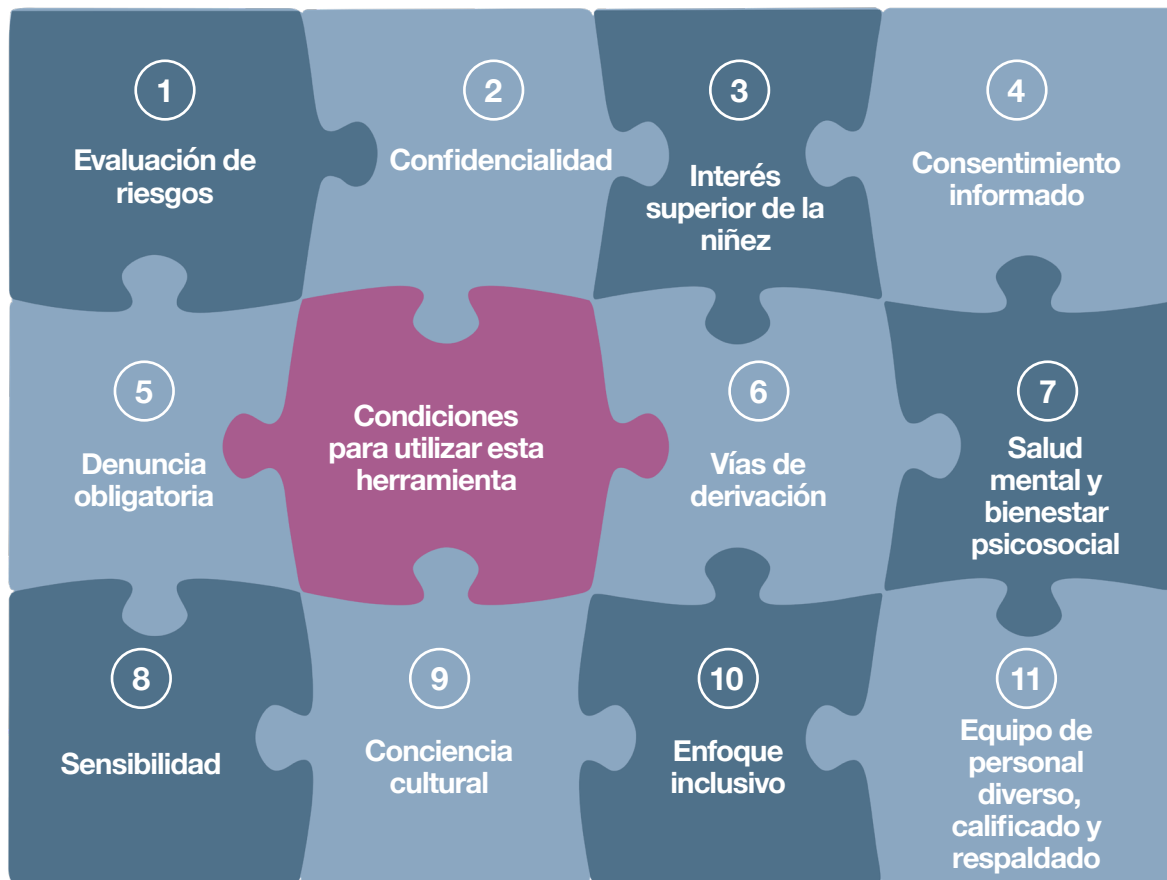 1
Evaluación de
riesgos
2
Confidencialidad
3
Interés
superior de la
niñez
4
Consentimiento
informado
5
Denuncia
obligatoria
Condiciones
para utilizar esta
herramienta
6
Vías de
derivación
7
Salud
mental y
bienestar
psicosocial
8
Sensibilidad
9
Conciencia
cultural
10
Enfoque
inclusivo
11
Equipo de
personal
diverso,
calificado y
respaldado